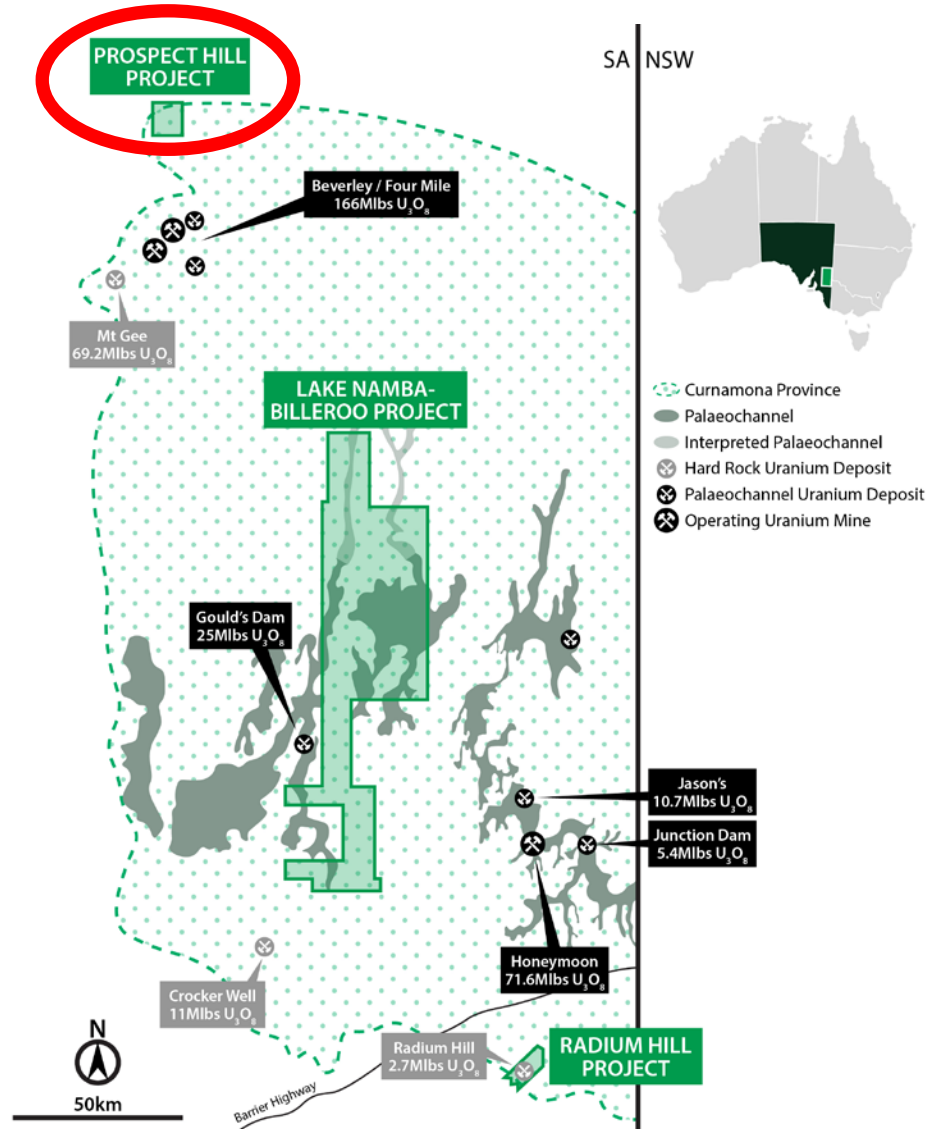 PROSPECT HILL
PROJECT
SA
NSW
Beverley / Four Mile
166Mlbs U₃O₈
Mt Gee
69.2Mlbs U₃O₈
LAKE NAMBA-
BILLEROO PROJECT
Curnamona Province
Palaeochannel
Interpreted Palaeochannel
Hard Rock Uranium Deposit
Palaeochannel Uranium Deposit
Operating Uranium Mine
Gould's Dam
25Mlbs U₃O₈
Jason's
10.7Mlbs U₃O₈
Junction Dam
5.4Mlbs U₃O₈
Honeymoon
71.6Mlbs U₃O₈
Crocker Well
11Mlbs U₃O₈
Radium Hill
2.7Mlbs U₃O₈
RADIUM HILL
PROJECT
N
50km
Barrier Highway